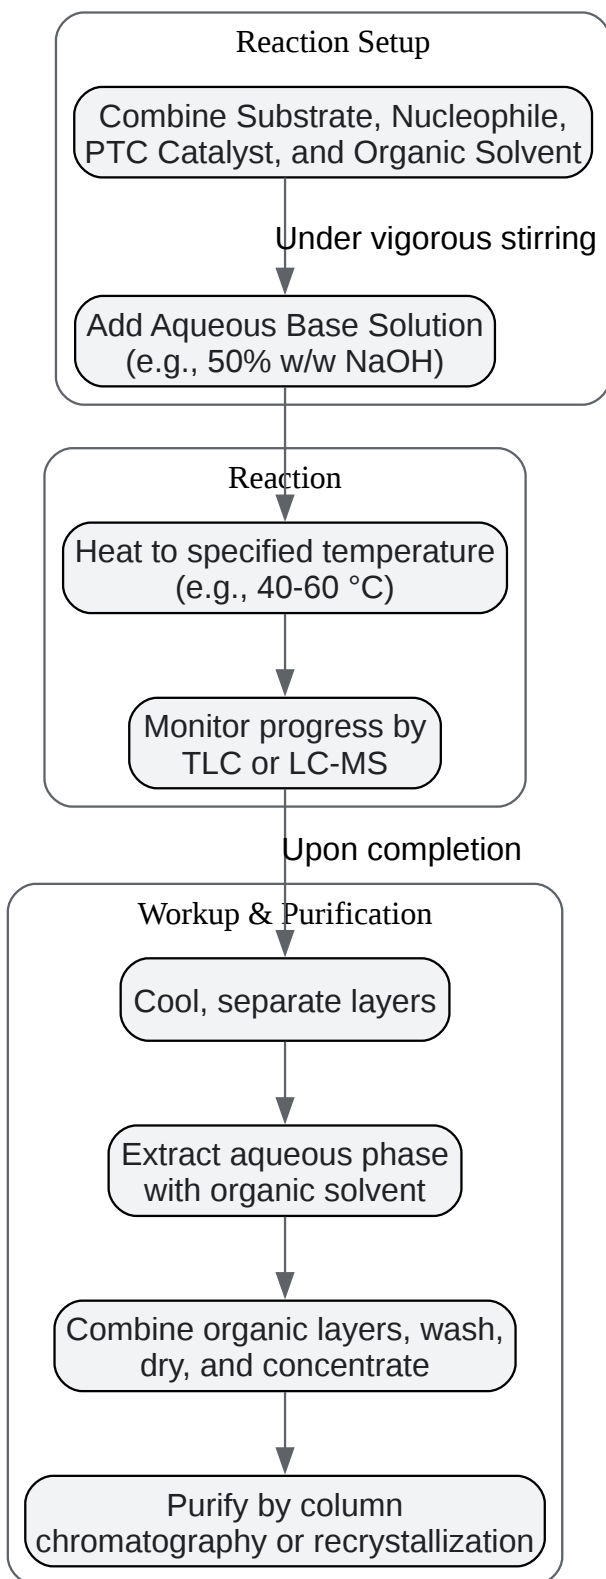 Reaction Setup
Combine Substrate, Nucleophile,
PTC Catalyst, and Organic Solvent
Under vigorous stirring
Add Aqueous Base Solution
(e.g., 50% w/w NaOH)
Reaction
Heat to specified temperature
(e.g., 40-60 °C)
Monitor progress by
TLC or LC-MS
Upon completion
Workup & Purification
Cool, separate layers
Extract aqueous phase
with organic solvent
Combine organic layers, wash,
dry, and concentrate
Purify by column
chromatography or recrystallization